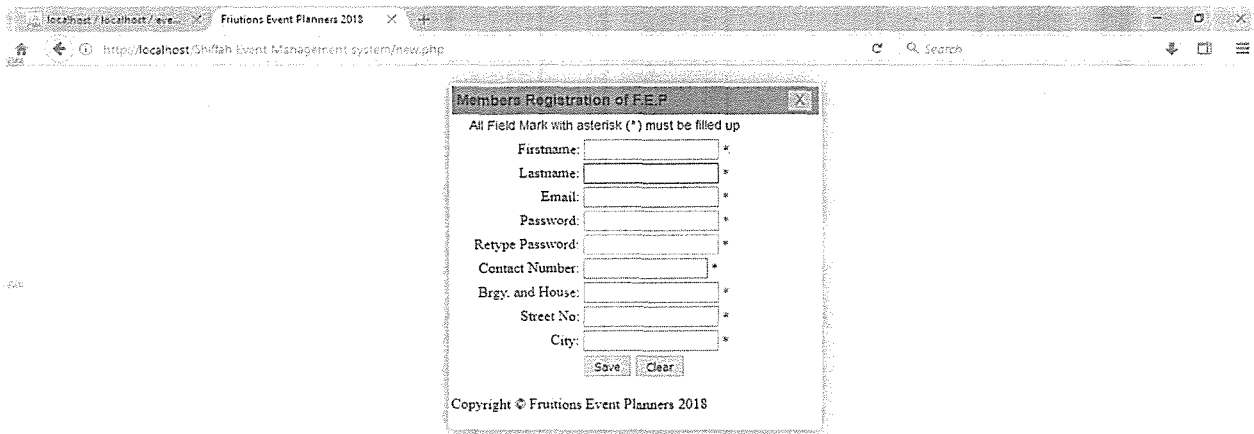 localhost / localhost / eve... × Friutions Event Planners 2018 × +
http://localhost/Shiffah Event Management system/new.php Search
Members Registration of F.E.P X
All Field Mark with asterisk (*) must be filled up
Firstname: *
Lastname: *
Email: *
Password: *
Retype Password: *
Contact Number: *
Brgy. and House: *
Street No: *
City: *
Save Clear
Copyright © Fruitions Event Planners 2018